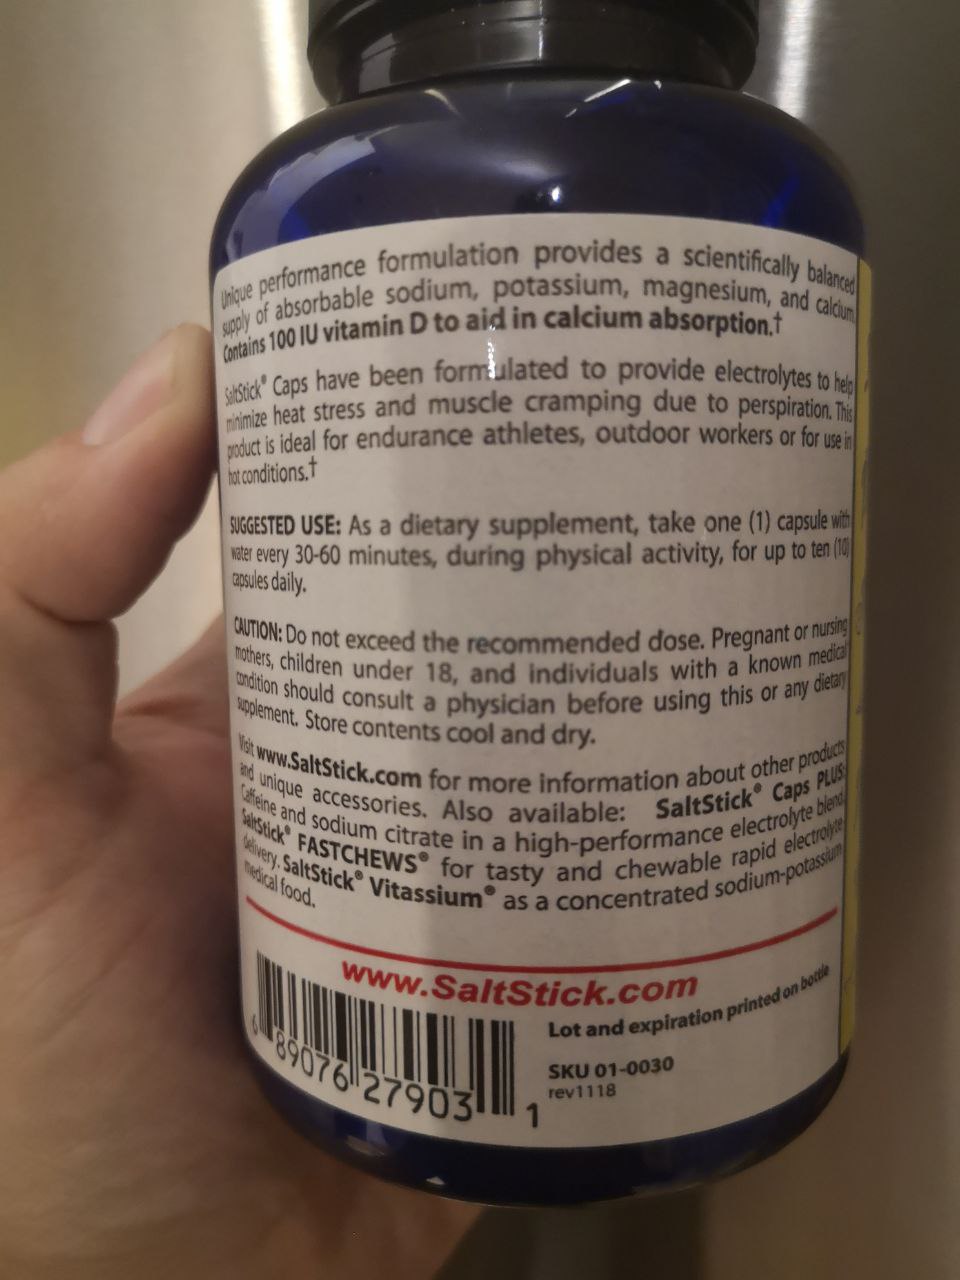 Unique performance formulation provides a scientifically balanced
supply of absorbable sodium, potassium, magnesium, and calcium.
Contains 100 IU vitamin D to aid in calcium absorption.†
SaltStick® Caps have been formulated to provide electrolytes to help
minimize heat stress and muscle cramping due to perspiration. This
product is ideal for endurance athletes, outdoor workers or for use in
hot conditions.†
SUGGESTED USE: As a dietary supplement, take one (1) capsule with
water every 30-60 minutes, during physical activity, for up to ten (10)
capsules daily.
CAUTION: Do not exceed the recommended dose. Pregnant or nursing
mothers, children under 18, and individuals with a known medical
condition should consult a physician before using this or any dietary
supplement. Store contents cool and dry.
Visit www.SaltStick.com for more information about other products
and unique accessories. Also available: SaltStick® Caps PLUS:
Caffeine and sodium citrate in a high-performance electrolyte blend.
SaltStick® FASTCHEWS® for tasty and chewable rapid electrolyte
delivery. SaltStick® Vitassium® as a concentrated sodium-potassium
medical food.
www.SaltStick.com
Lot and expiration printed on bottle
SKU 01-0030
rev1118
6 89076 27903 1